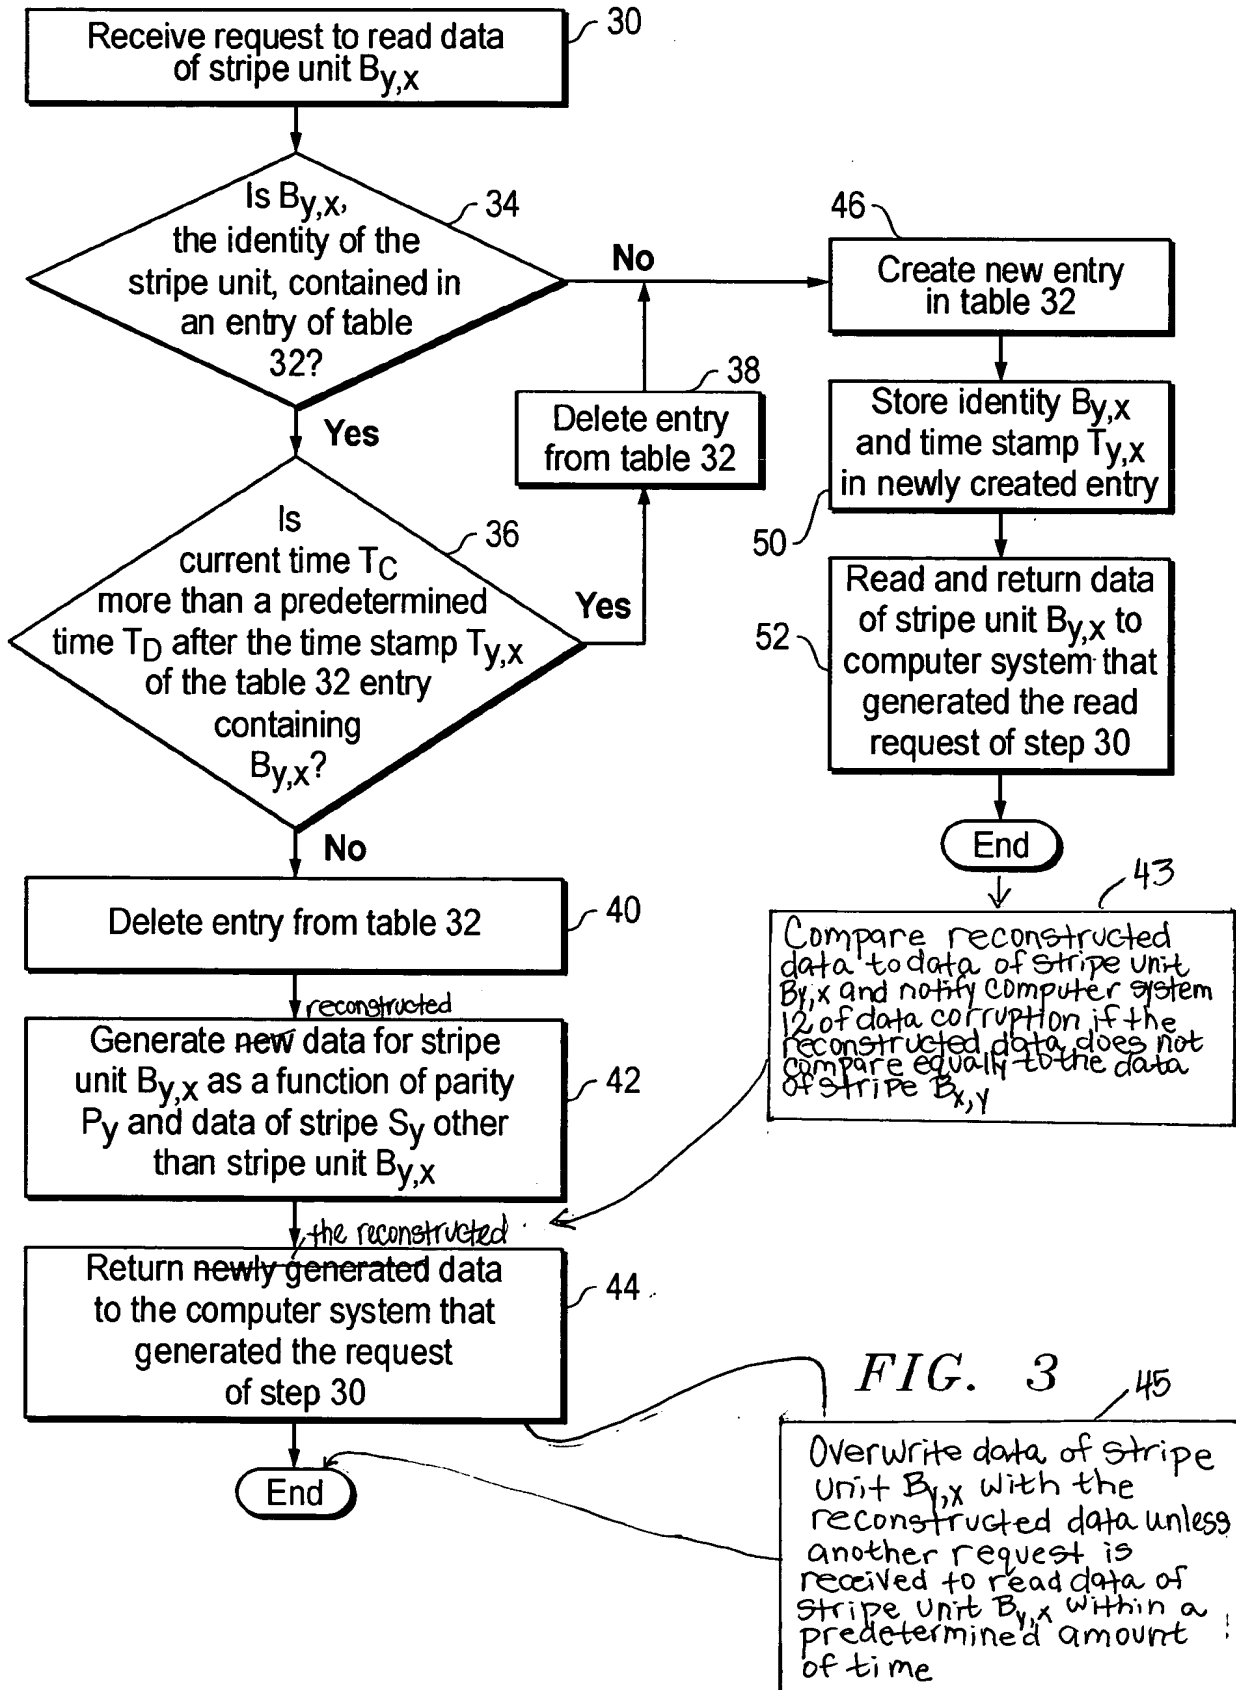 Receive request to read data
of stripe unit By,x
30
Is By,x,
the identity of the
stripe unit, contained in
an entry of table
32?
34
No
Yes
46
Create new entry
in table 32
38
Delete entry
from table 32
Store identity By,x
and time stamp Ty,x
in newly created entry
50
Is
current time TC
more than a predetermined
time TD after the time stamp Ty,x
of the table 32 entry
containing
By,x?
36
Yes
No
Read and return data
of stripe unit By,x to
computer system that
generated the read
request of step 30
52
End
Delete entry from table 32
40
43
Compare reconstructed
data to data of stripe unit
By,x and notify computer system
12 of data corruption if the
reconstructed data does not
compare equally to the data
of stripe Bx,y
reconstructed
Generate new data for stripe
unit By,x as a function of parity
Py and data of stripe Sy other
than stripe unit By,x
42
the reconstructed
Return newly generated data
to the computer system that
generated the request
of step 30
44
End
FIG. 3
45
Overwrite data of stripe
unit By,x with the
reconstructed data unless
another request is
received to read data of
stripe unit By,x within a
predetermined amount
of time